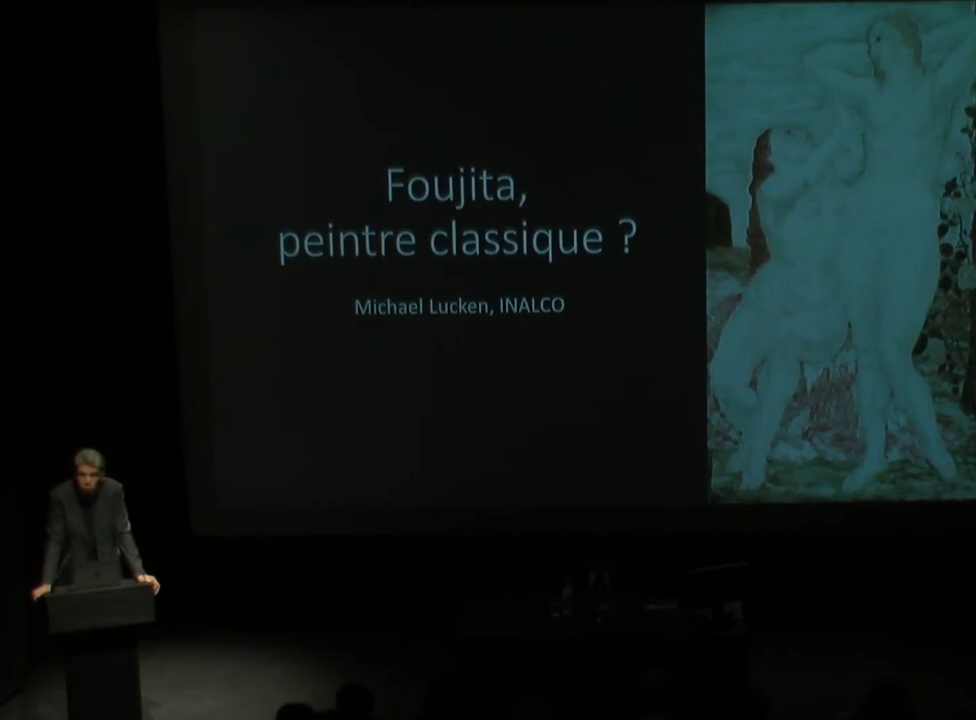 Foujita,
peintre classique ?
Michael Lucken, INALCO